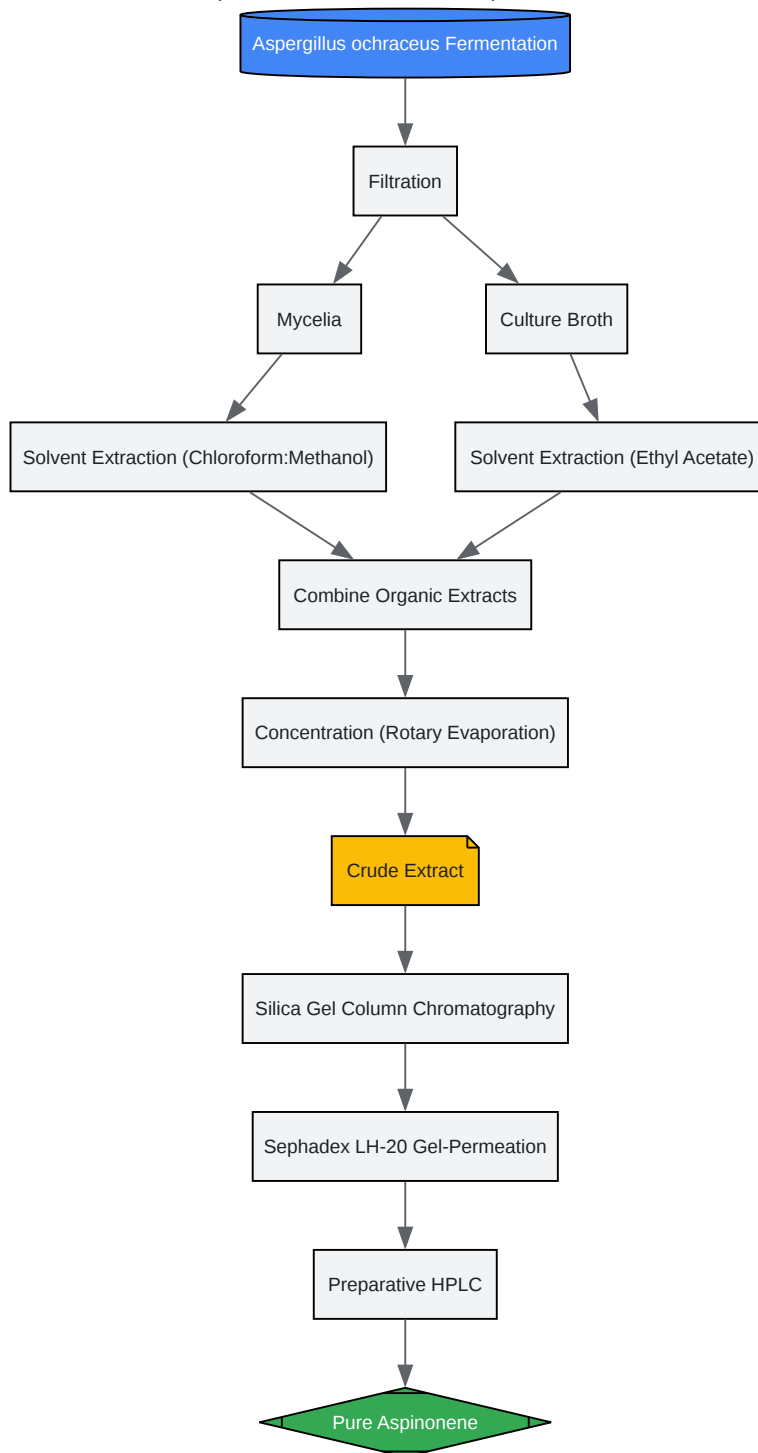 Aspergillus ochraceus Fermentation
Filtration
Mycelia
Culture Broth
Solvent Extraction (Chloroform:Methanol)
Solvent Extraction (Ethyl Acetate)
Combine Organic Extracts
Concentration (Rotary Evaporation)
Crude Extract
Silica Gel Column Chromatography
Sephadex LH-20 Gel-Permeation
Preparative HPLC
Pure Aspinonene